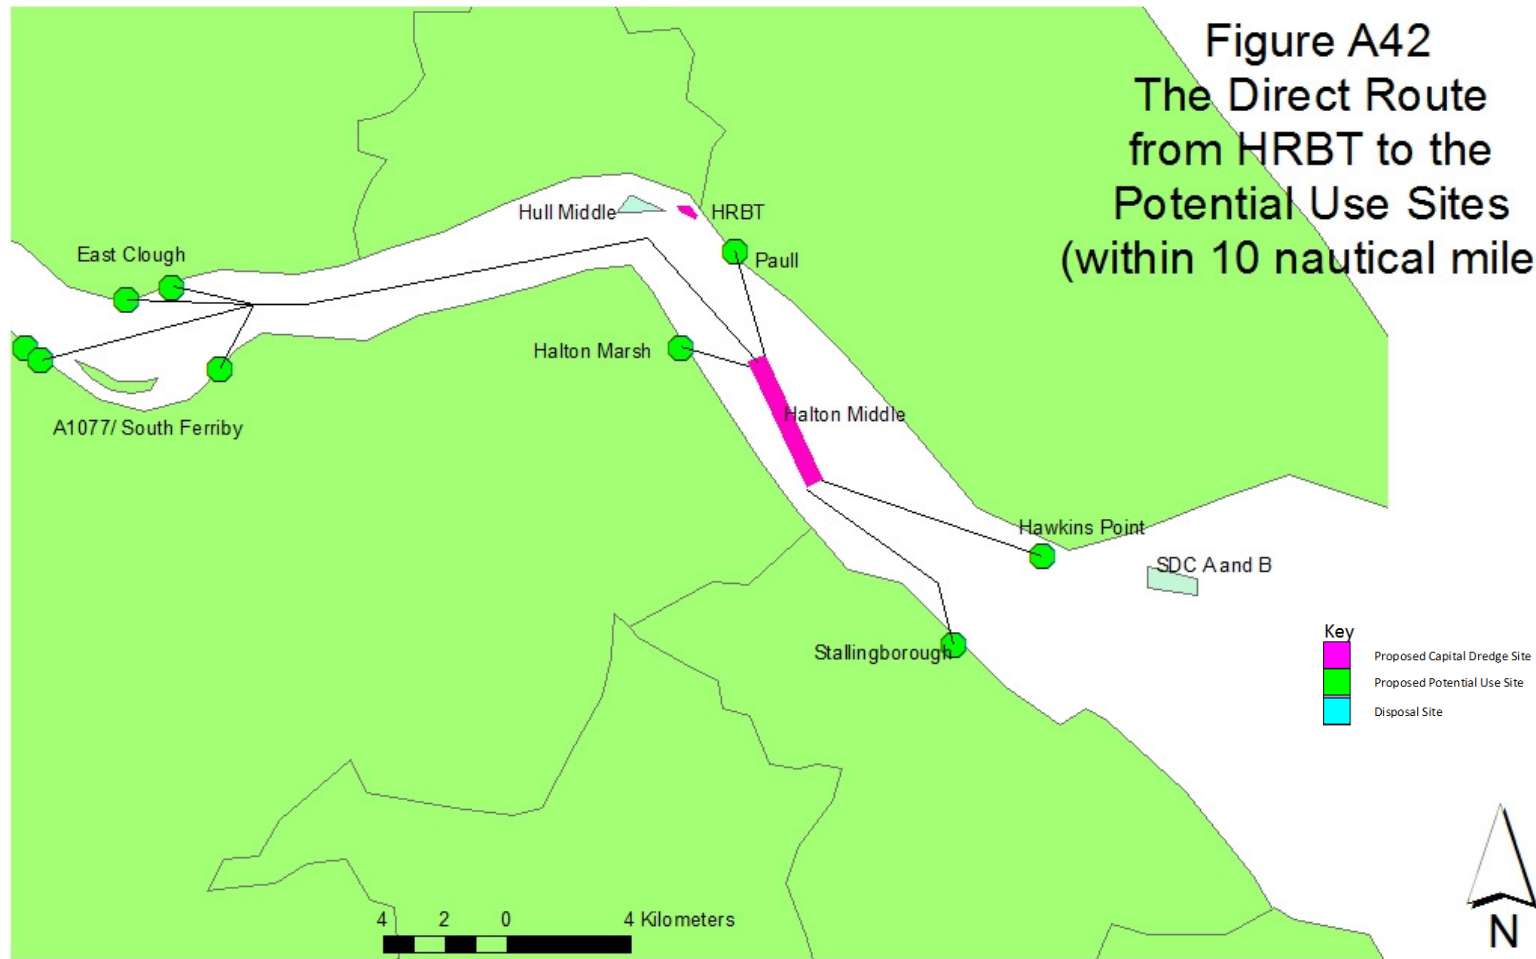 Figure A42
The Direct Route
from HRBT to the
Potential Use Sites
(within 10 nautical mile
Hull Middle
HRBT
East Clough
Paull
Halton Marsh
Halton Middle
A1077/ South Ferriby
Hawkins Point
SDC A and B
Stallingborough
Key
Proposed Capital Dredge Site
Proposed Potential Use Site
Disposal Site
4 2 0 4 Kilometers
N